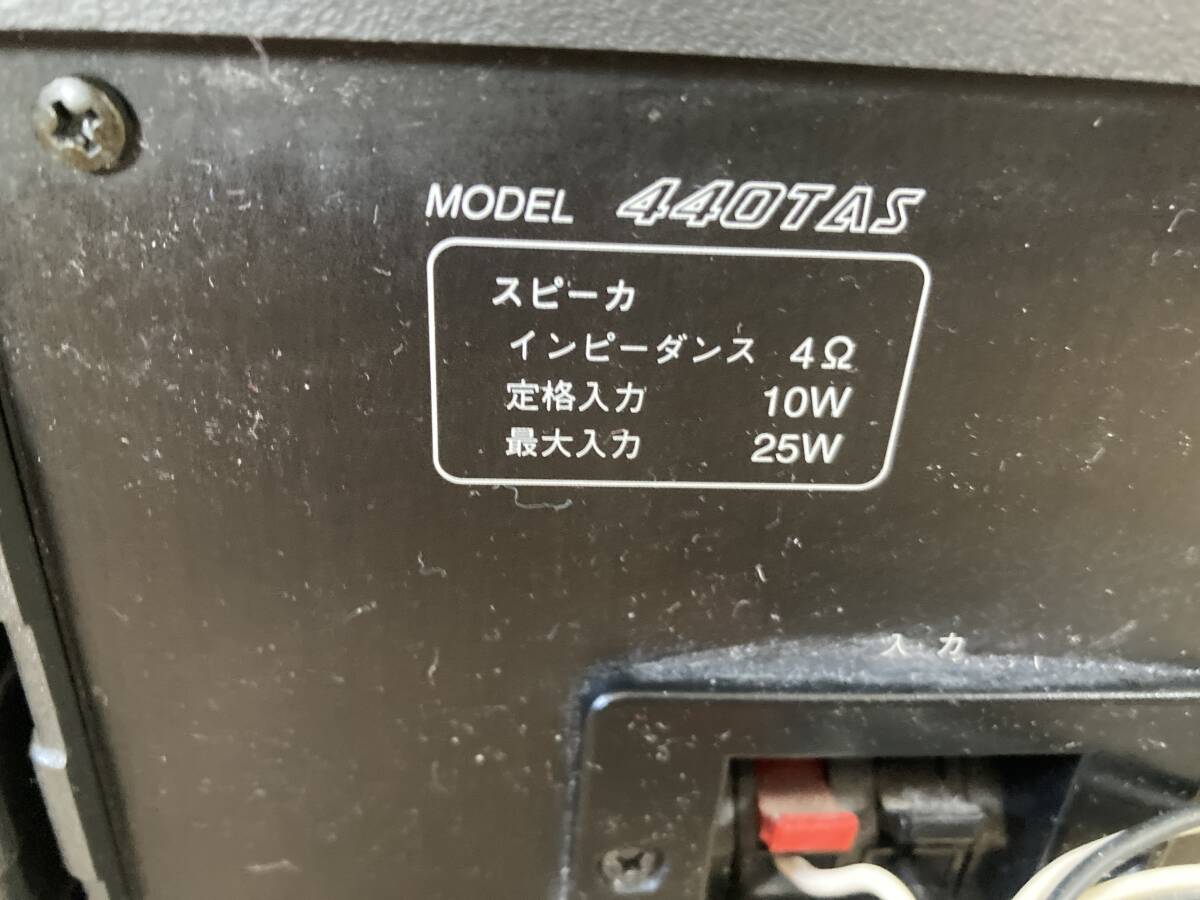 MODEL 440TAS
スピーカ
インピーダンス 4Ω
定格入力 10W
最大入力 25W
入力